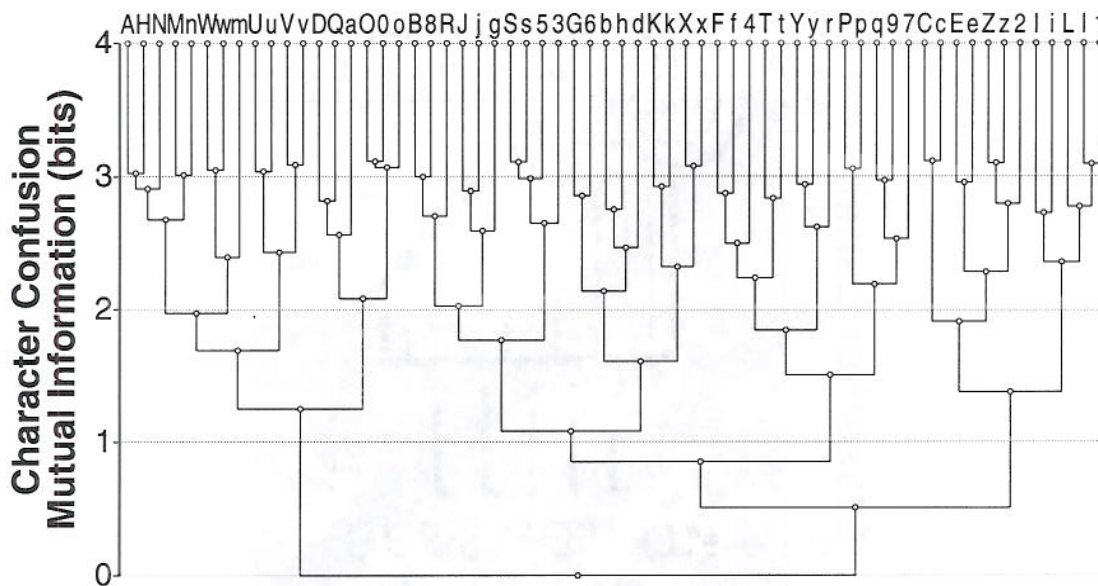 AHNMnWwmUuVvDQaO0oB8RJjgSs53G6bhdKkXxFf4TtYyrPpq97CcEeZz2IiLl
4
3
2
1
0
Character Confusion
Mutual Information (bits)